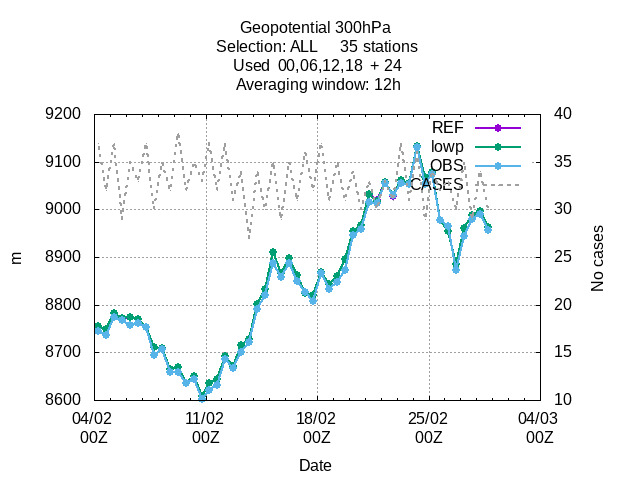 Geopotential 300hPa
Selection: ALL 35 stations
Used 00,06,12,18 + 24
Averaging window: 12h
9200
9100
9000
8900
8800
8700
8600
m
40
35
30
25
20
15
10
No cases
REF
lowp
OBS
CASES
04/02 11/02 18/02 25/02 04/03
00Z 00Z 00Z 00Z 00Z
Date